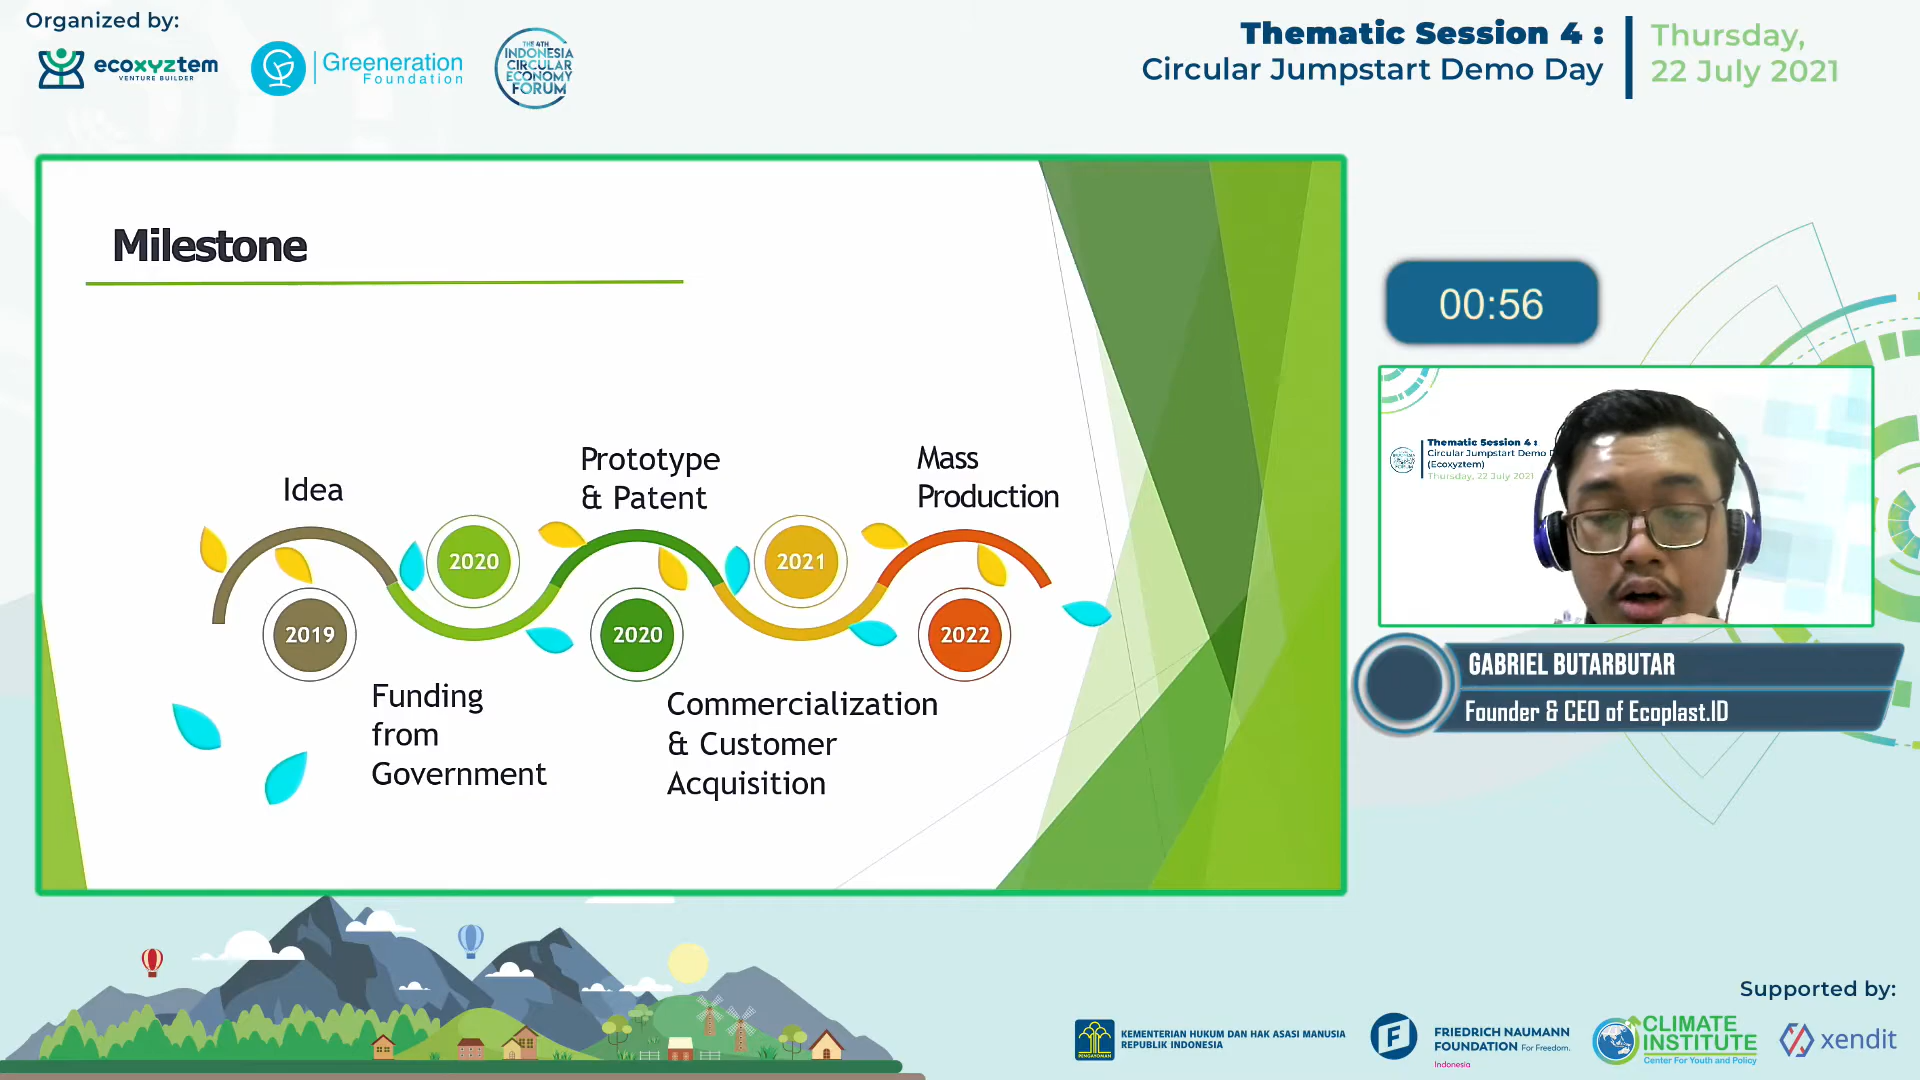 Organized by:
ecoxyztem
VENTURE BUILDER
Greeneration
Foundation
THE 4TH
INDONESIA
CIRCULAR
ECONOMY
FORUM
Thematic Session 4 :
Circular Jumpstart Demo Day
Thursday,
22 July 2021
Milestone
Idea
Prototype
& Patent
Mass
Production
2019
2020
2020
2021
2022
Funding
from
Government
Commercialization
& Customer
Acquisition
00:56
Thematic Session 4 :
Circular Jumpstart Demo D
(Ecoxyztem)
Thursday, 22 July 2021
GABRIEL BUTARBUTAR
Founder & CEO of Ecoplast.ID
Supported by:
PENGAYOMAN
KEMENTERIAN HUKUM DAN HAK ASASI MANUSIA
REPUBLIK INDONESIA
FRIEDRICH NAUMANN
FOUNDATION For Freedom.
Indonesia
CLIMATE
INSTITUTE
Center For Youth and Policy
xendit